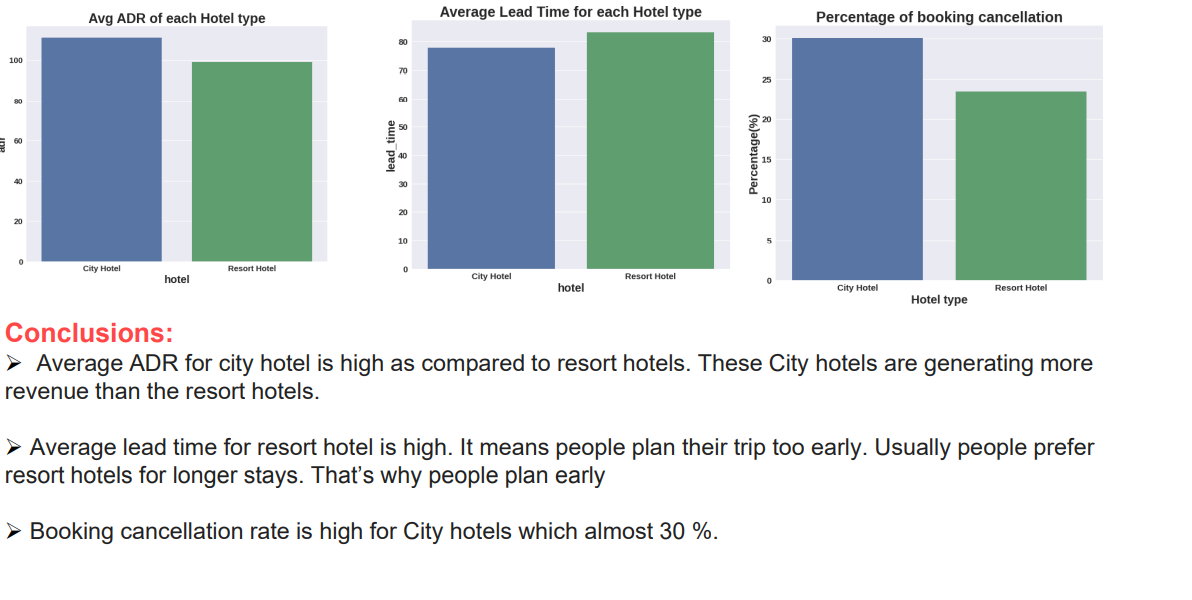 Avg ADR of each Hotel type
100
80
60
40
20
0
adr
City Hotel
Resort Hotel
hotel
Average Lead Time for each Hotel type
80
70
60
50
40
30
20
10
0
lead_time
City Hotel
Resort Hotel
hotel
Percentage of booking cancellation
30
25
20
15
10
5
0
Percentage(%)
City Hotel
Resort Hotel
Hotel type
Conclusions:
➢ Average ADR for city hotel is high as compared to resort hotels. These City hotels are generating more
revenue than the resort hotels.
➢ Average lead time for resort hotel is high. It means people plan their trip too early. Usually people prefer
resort hotels for longer stays. That’s why people plan early
➢ Booking cancellation rate is high for City hotels which almost 30 %.